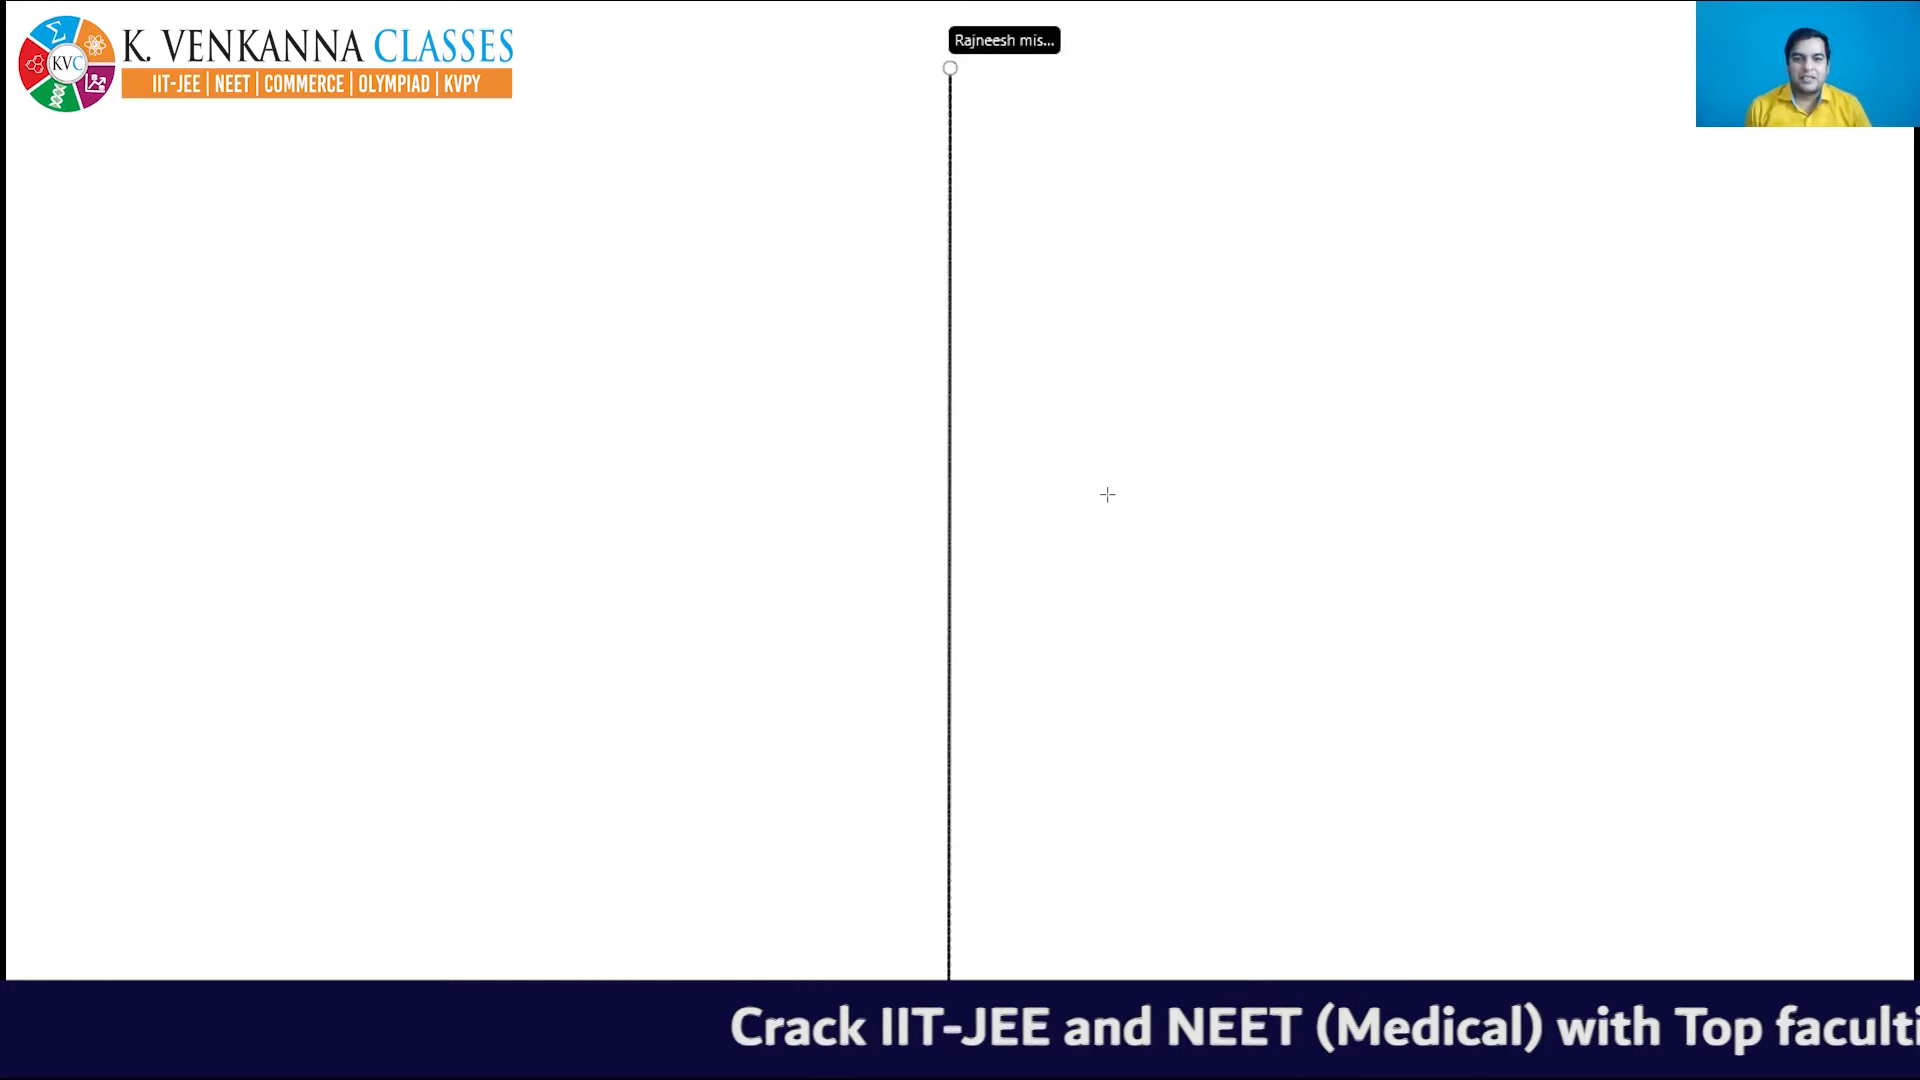 KVC
K. VENKANNA CLASSES
IIT-JEE | NEET | COMMERCE | OLYMPIAD | KVPY
Rajneesh mis...
Crack IIT-JEE and NEET (Medical) with Top faculti